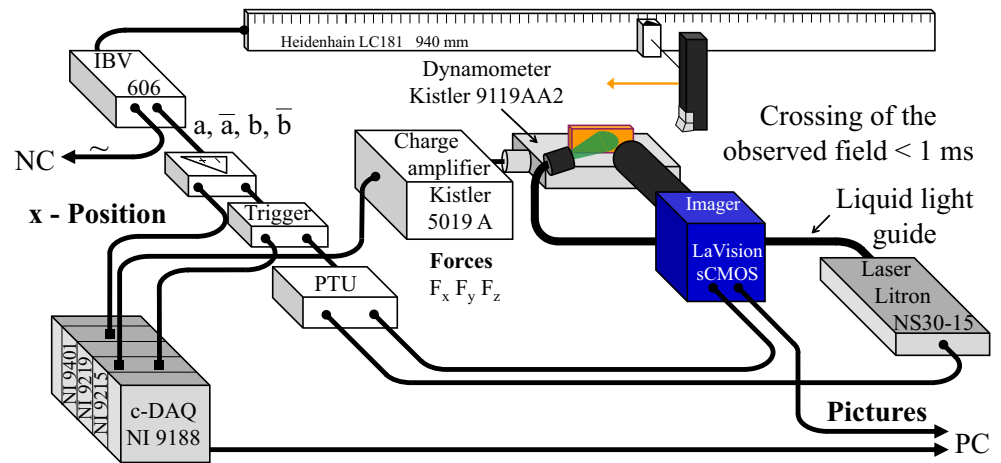 Heidenhain LC181 940 mm
IBV
606
a, a̅, b, b̅
~
NC
x - Position
Trigger
PTU
Dynamometer
Kistler 9119AA2
Charge
amplifier
Kistler
5019 A
Forces
Fx Fy Fz
Crossing of the
observed field < 1 ms
Imager
LaVision
sCMOS
Liquid light
guide
Laser
Litron
NS30-15
NI 9401
NI 9219
NI 9215
c-DAQ
NI 9188
Pictures
PC